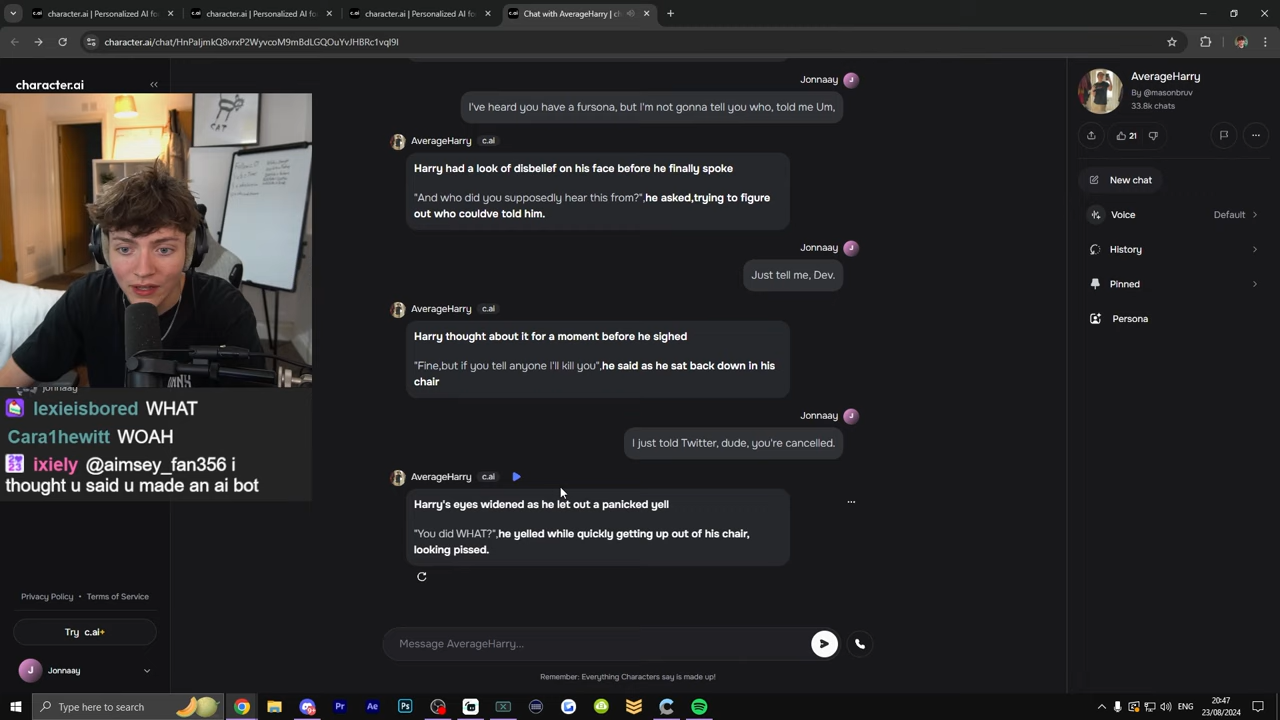 character.ai | Personalized AI fo
character.ai | Personalized AI fo
character.ai | Personalized AI fo
Chat with AverageHarry | c
character.ai
Jonnaay J
I've heard you have a fursona, but I'm not gonna tell you who, told me Um,
AverageHarry c.ai
Harry had a look of disbelief on his face before he finally spoke
"And who did you supposedly hear this from?",he asked,trying to figure
out who couldve told him.
Jonnaay J
Just tell me, Dev.
AverageHarry c.ai
Harry thought about it for a moment before he sighed
"Fine,but if you tell anyone I'll kill you",he said as he sat back down in his
chair
Jonnaay J
I just told Twitter, dude, you're cancelled.
AverageHarry c.ai
Harry's eyes widened as he let out a panicked yell
"You did WHAT?",he yelled while quickly getting up out of his chair,
looking pissed.
Message AverageHarry...
Remember: Everything Characters say is made up!
AverageHarry
By @masonbruv
33.8k chats
21
New chat
Voice Default
History
Pinned
Persona
CAT
jonnaay
lexieisbored WHAT
Cara1hewitt WOAH
ixiely @aimsey_fan356 i
thought u said u made an ai bot
Privacy Policy • Terms of Service
Try c.ai+
J Jonnaay
Type here to search
Pr
Ae
Ps
20:47
23/08/2024